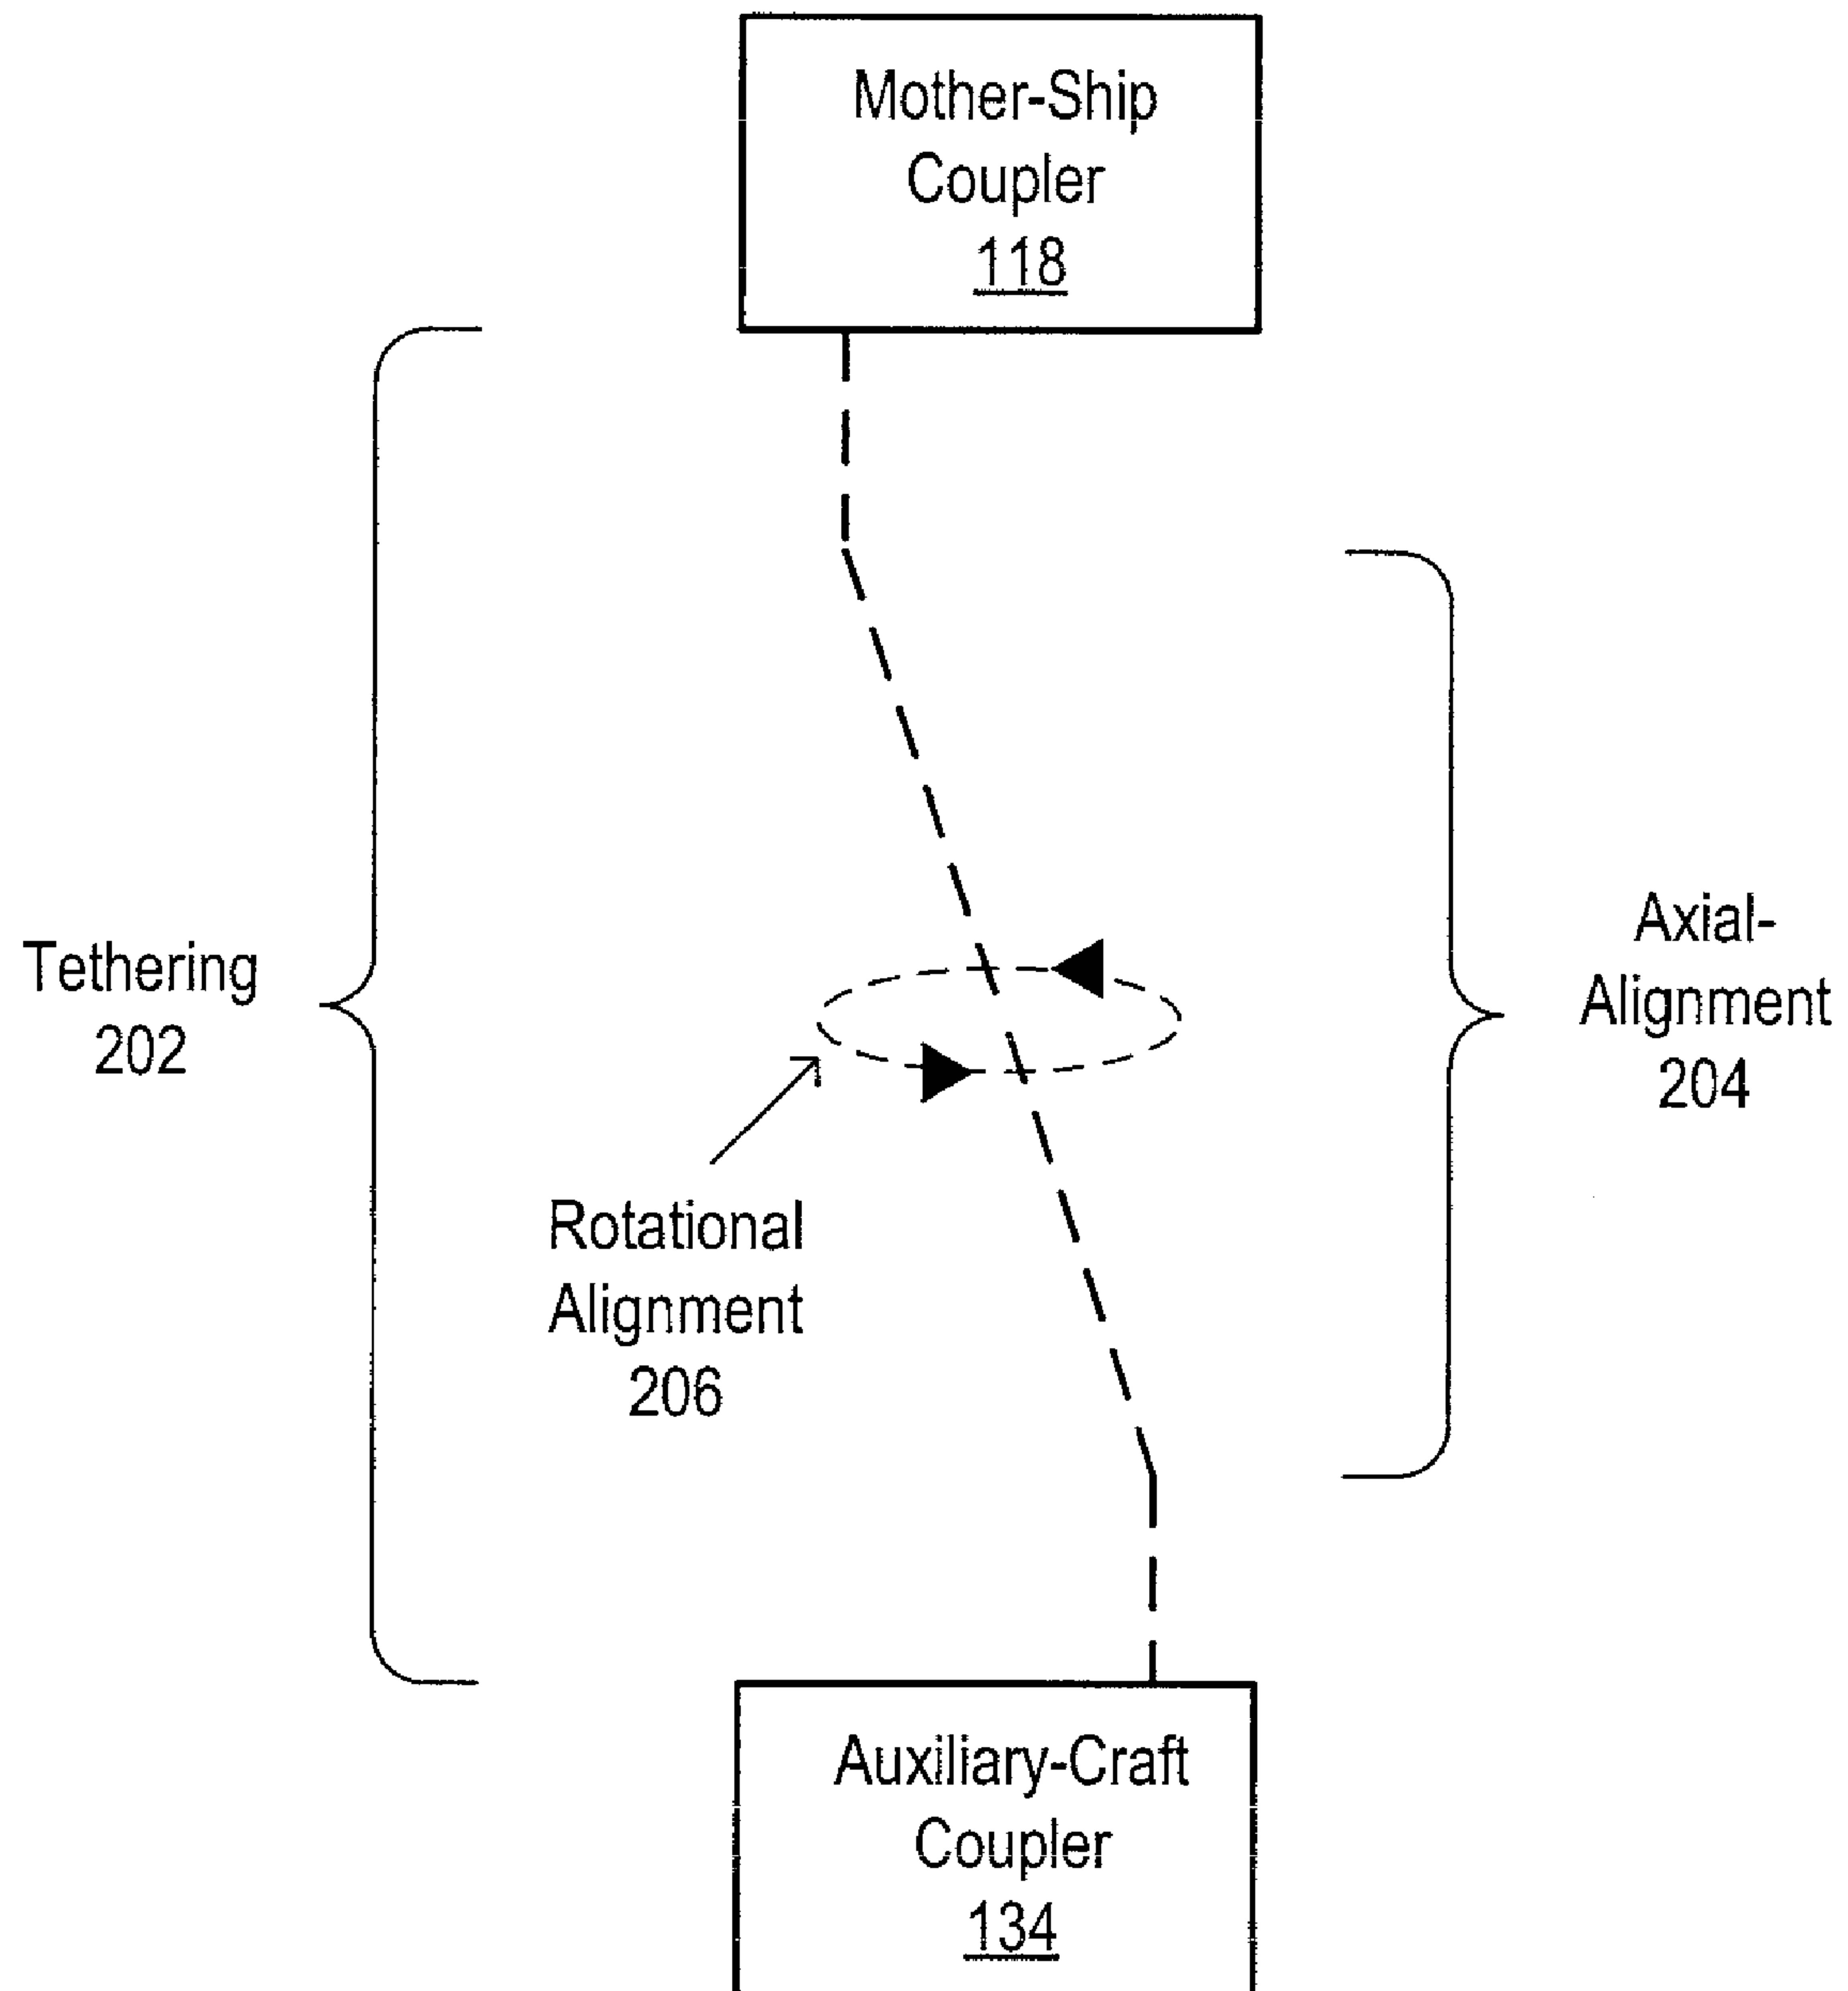 Mother-Ship
Coupler
118
Tethering
202
Axial-
Alignment
204
Rotational
Alignment
206
Auxiliary-Craft
Coupler
134